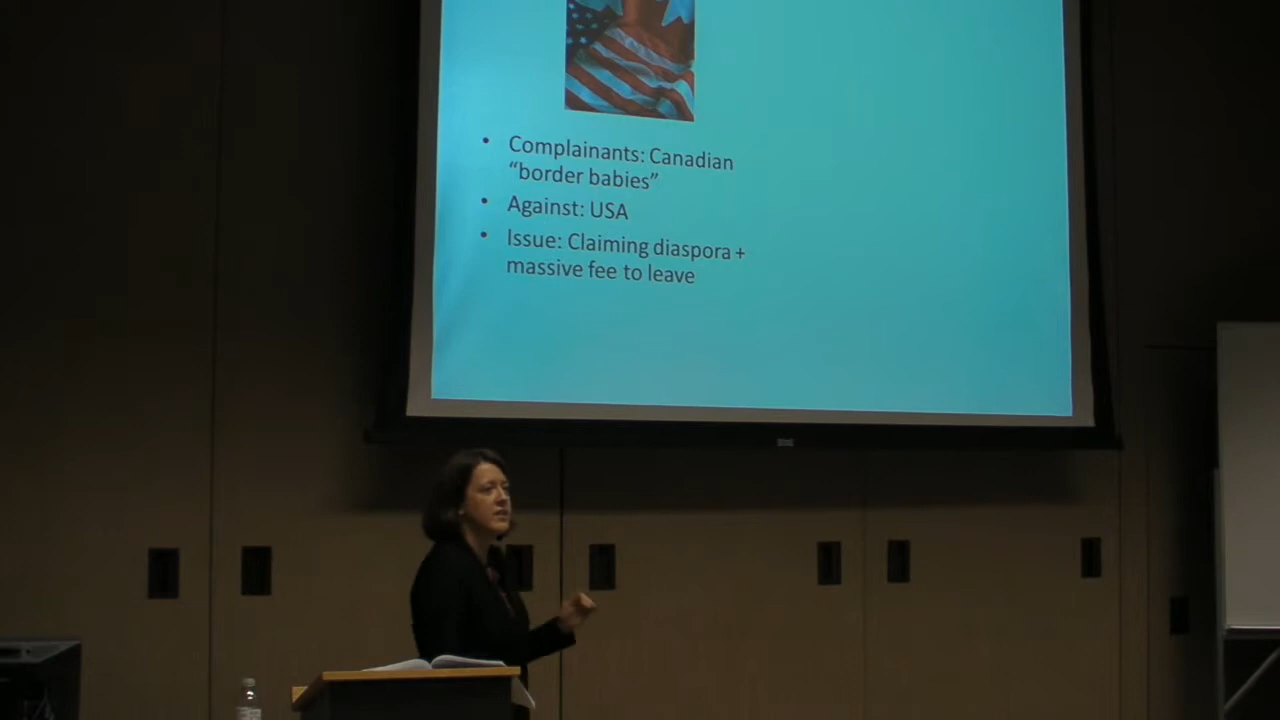 • Complainants: Canadian
“border babies”
• Against: USA
• Issue: Claiming diaspora +
massive fee to leave